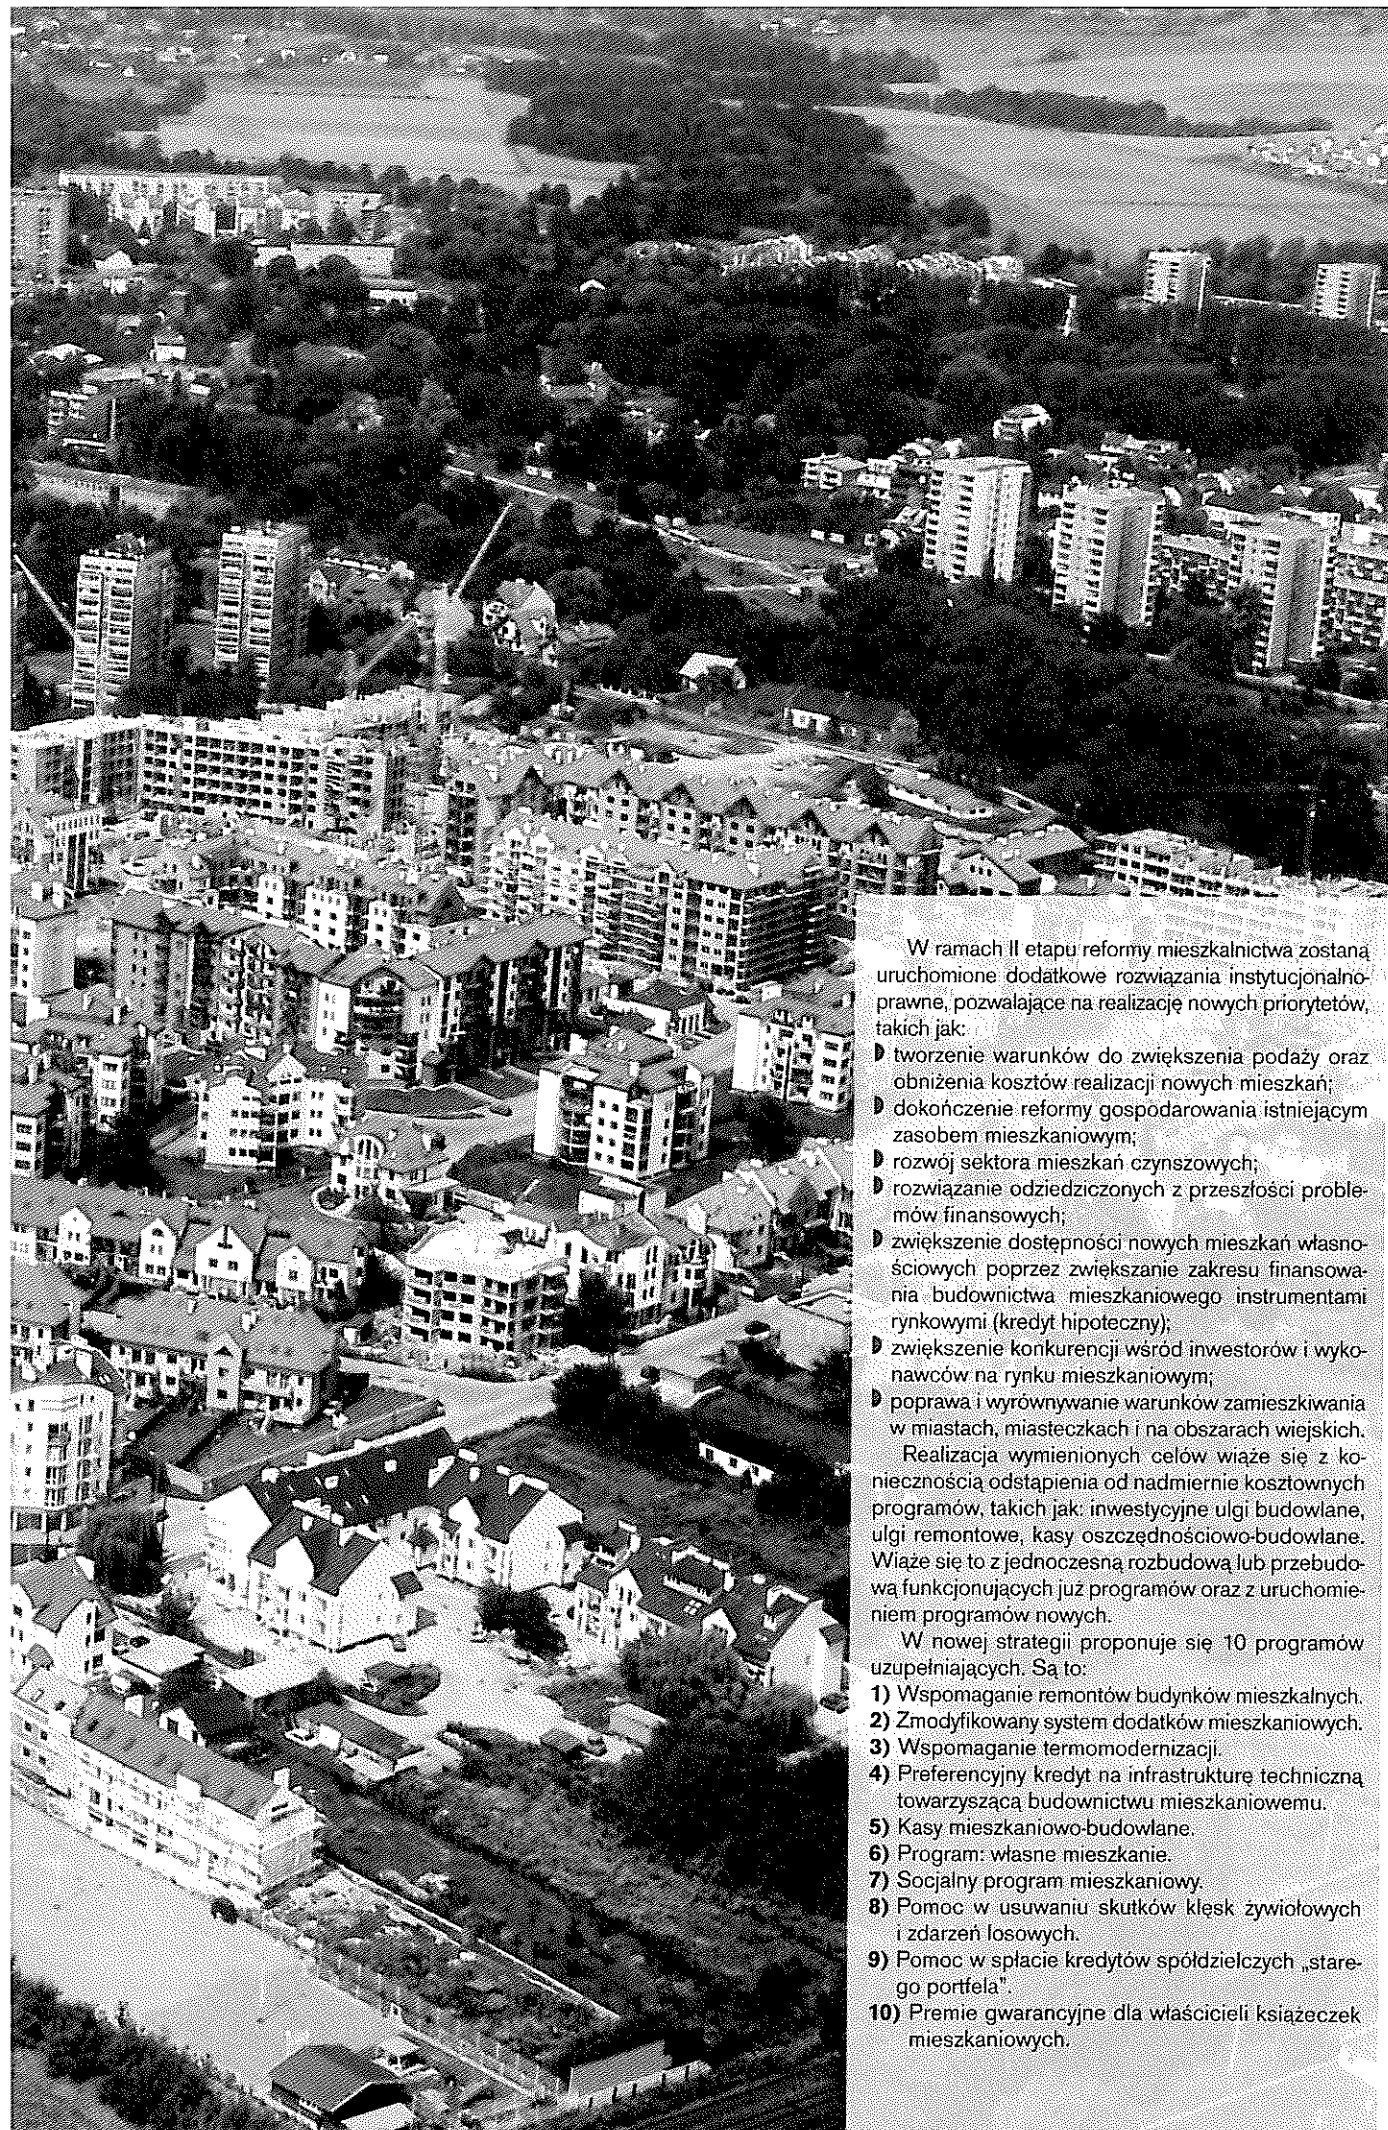 W ramach II etapu reformy mieszkalnictwa zostaną
uruchomione dodatkowe rozwiązania instytucjonalno-
prawne, pozwalające na realizację nowych priorytetów,
takich jak:
tworzenie warunków do zwiększenia podaży oraz
obniżenia kosztów realizacji nowych mieszkań;
dokończenie reformy gospodarowania istniejącym
zasobem mieszkaniowym;
rozwój sektora mieszkań czynszowych;
rozwiązanie odziedziczonych z przeszłości proble-
mów finansowych;
zwiększenie dostępności nowych mieszkań własno-
ściowych poprzez zwiększanie zakresu finansowa-
nia budownictwa mieszkaniowego instrumentami
rynkowymi (kredyt hipoteczny);
zwiększenie konkurencji wśród inwestorów i wyko-
nawców na rynku mieszkaniowym;
poprawa i wyrównywanie warunków zamieszkiwania
w miastach, miasteczkach i na obszarach wiejskich.
Realizacja wymienionych celów wiąże się z ko-
niecznością odstąpienia od nadmiernie kosztownych
programów, takich jak: inwestycyjne ulgi budowlane,
ulgi remontowe, kasy oszczędnościowo-budowlane.
Wiąże się to z jednoczesną rozbudową lub przebudo-
wą funkcjonujących już programów oraz z uruchomie-
niem programów nowych.
W nowej strategii proponuje się 10 programów
uzupełniających. Są to:
1) Wspomaganie remontów budynków mieszkalnych.
2) Zmodyfikowany system dodatków mieszkaniowych.
3) Wspomaganie termomodernizacji.
4) Preferencyjny kredyt na infrastrukturę techniczną
towarzyszącą budownictwu mieszkaniowemu.
5) Kasy mieszkaniowo-budowlane.
6) Program: własne mieszkanie.
7) Socjalny program mieszkaniowy.
8) Pomoc w usuwaniu skutków klęsk żywiołowych
i zdarzeń losowych.
9) Pomoc w spłacie kredytów spółdzielczych „stare-
go portfela”.
10) Premie gwarancyjne dla właścicieli książeczek
mieszkaniowych.